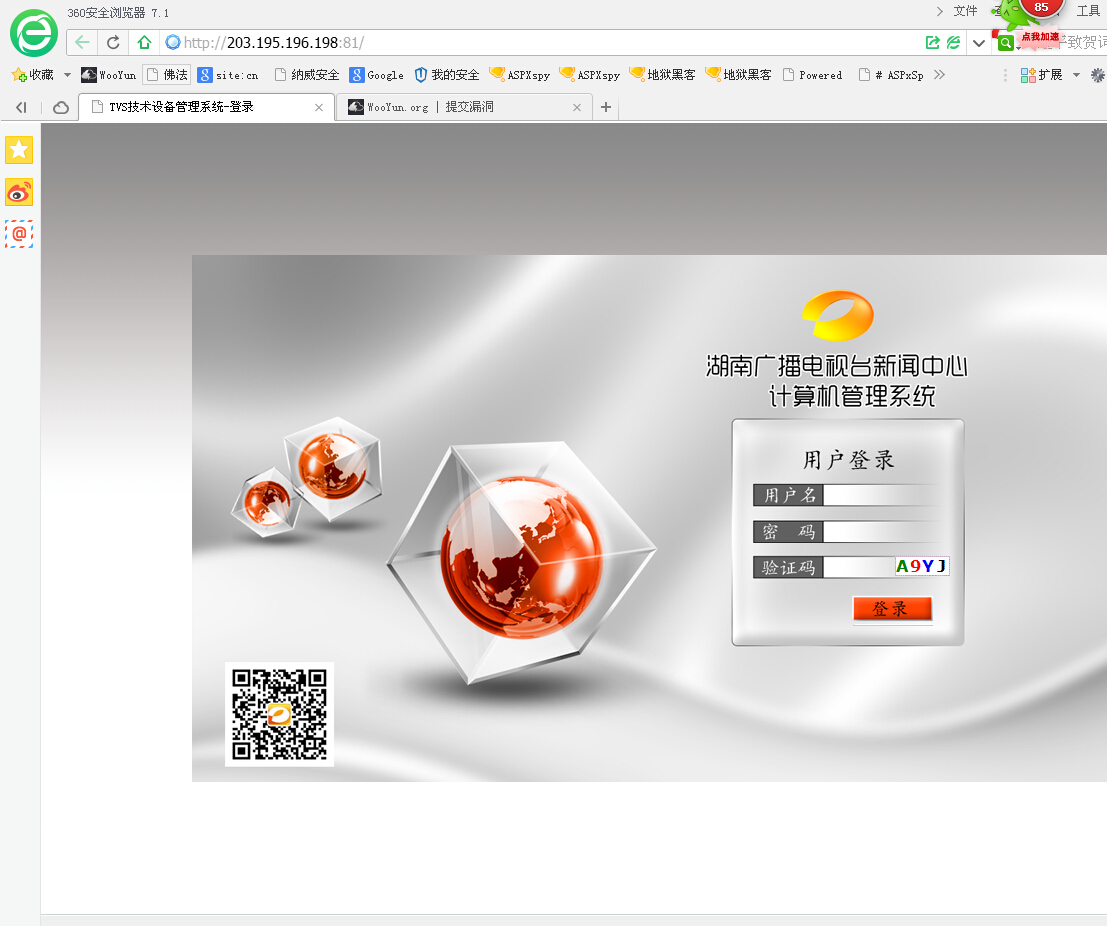 360安全浏览器 7.1
文件
工具
85
点我加速
http://203.195.196.198:81/
收藏 WooYun 佛法 site:cn 纳威安全 Google 我的安全 ASPXspy ASPXspy 地狱黑客 地狱黑客 Powered # ASPxSp 扩展
TVS技术设备管理系统-登录
WooYun.org | 提交漏洞
湖南广播电视台新闻中心
计算机管理系统
用户登录
用户名
密 码
验证码 A9YJ
登录